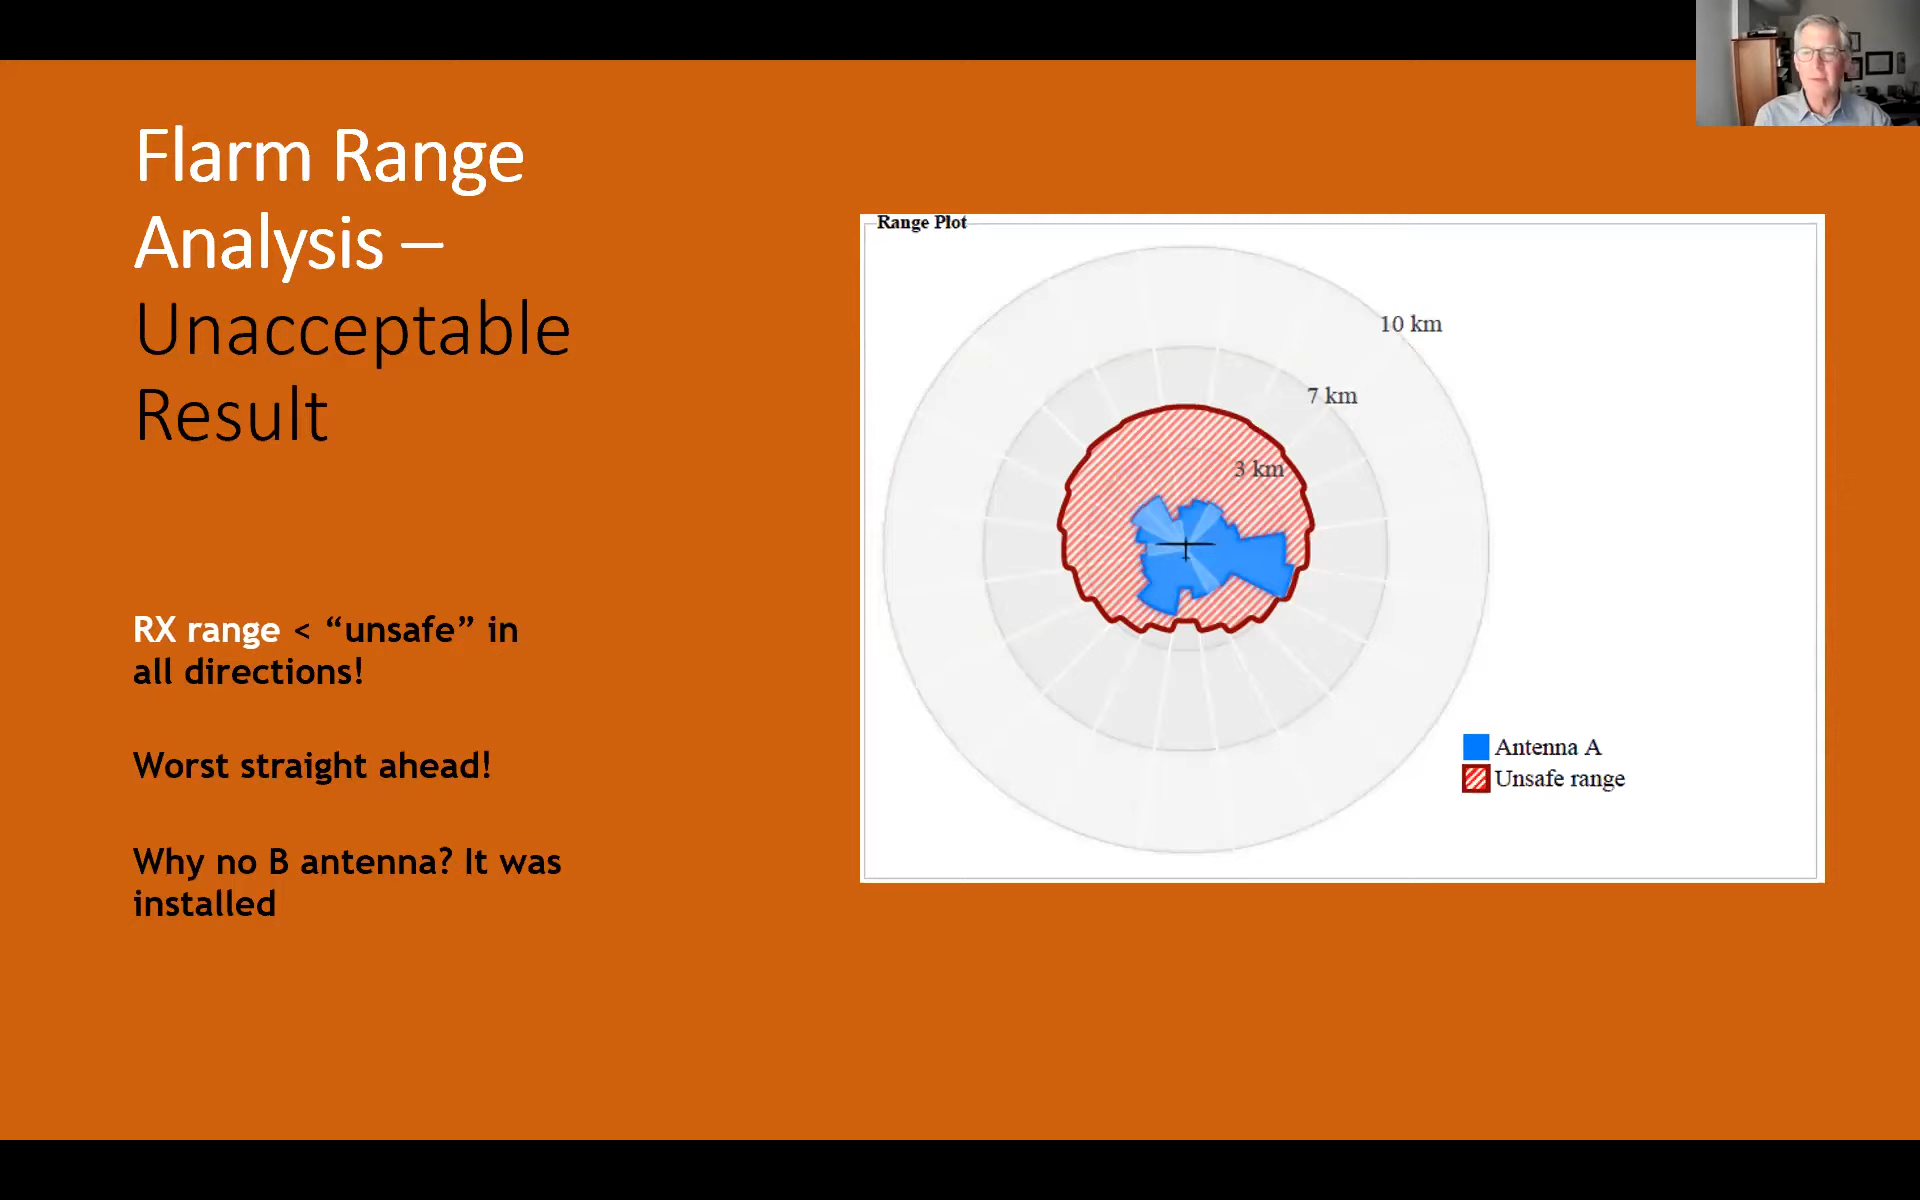 Flarm Range
Analysis –
Unacceptable
Result
RX range < “unsafe” in
all directions!
Worst straight ahead!
Why no B antenna? It was
installed
Range Plot
10 km
7 km
3 km
Antenna A
Unsafe range